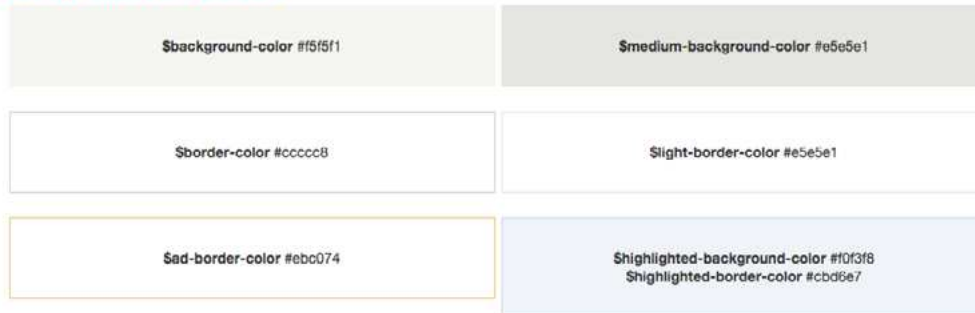 $background-color #f5f5f1
$medium-background-color #e5e5e1
$border-color #ccccc8
$light-border-color #e5e5e1
$ad-border-color #ebc074
$highlighted-background-color #f0f3f8
$highlighted-border-color #cbd6e7